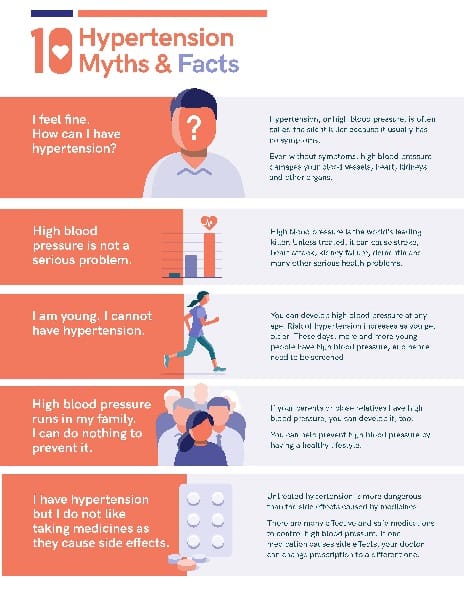 10 Hypertension
Myths & Facts
I feel fine.
How can I have
hypertension?
?
Hypertension, or high blood pressure, is often
called the silent killer because it usually has
no symptoms.
Even without symptoms, high blood pressure
damages your blood vessels, heart, kidneys
and other organs.
High blood
pressure is not a
serious problem.
High blood pressure is the world's leading
killer. Unless treated, it can cause stroke,
heart attack, kidney failure, dementia and
many other serious health problems.
I am young. I cannot
have hypertension.
You can develop high blood pressure at any
age. Risk of hypertension increases as you get
older. These days, more and more young
people have high blood pressure, and hence
need to be screened.
High blood pressure
runs in my family.
I can do nothing to
prevent it.
If your parents or close relatives have high
blood pressure, you can develop it, too.
You can help prevent high blood pressure by
having a healthy lifestyle.
I have hypertension
but I do not like
taking medicines as
they cause side effects.
Untreated hypertension is more dangerous
than the side effects caused by medicines.
There are many effective and safe medications
to control high blood pressure. If one
medication causes side effects, your doctor
can change prescription to a different one.